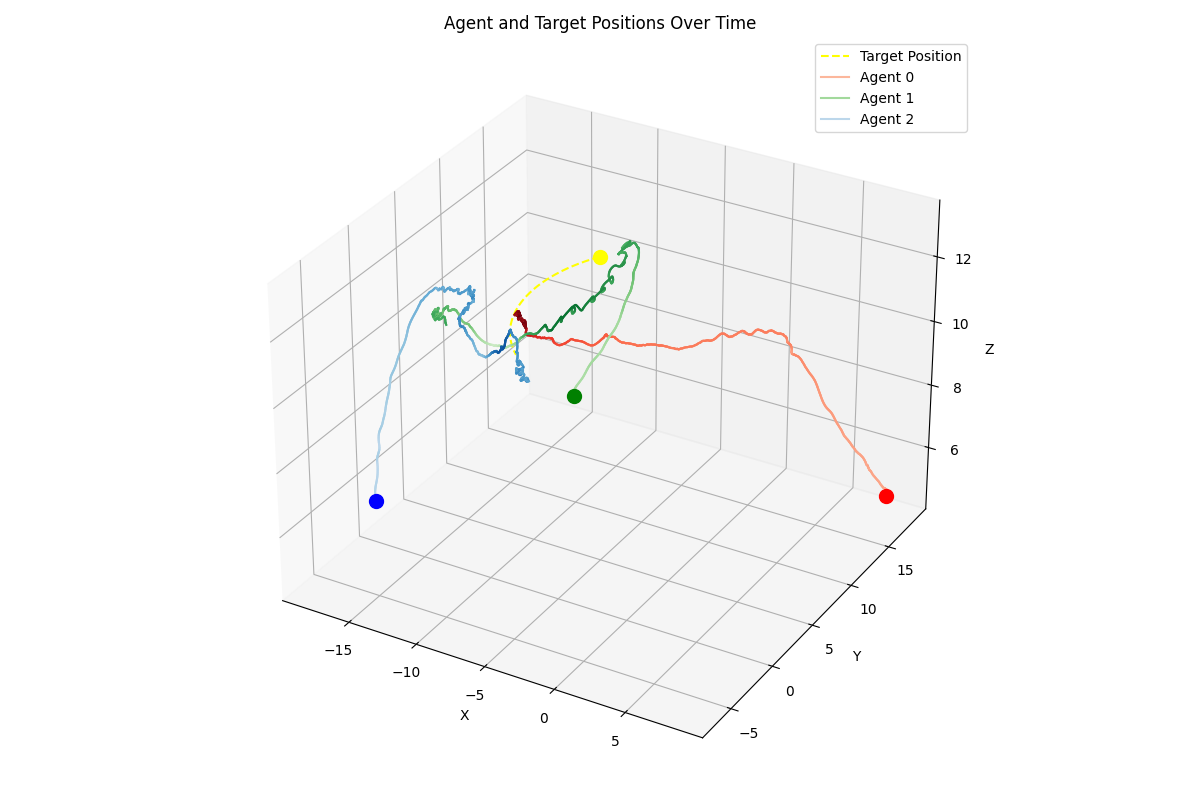 Agent and Target Positions Over Time
Target Position
Agent 0
Agent 1
Agent 2
12
10
8
6
Z
15
10
5
0
−5
Y
−15
−10
−5
0
5
X